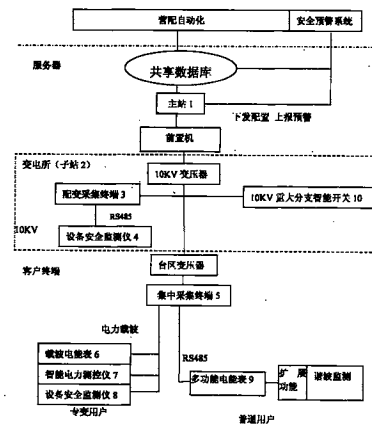 营配自动化
安全预警系统
服务器
共享数据库
主站 1
下发配置 上报预警
前置机
变电所（子站 2）
10KV 变压器
配变采集终端 3
10KV 蓝大分支智能开关 10
RS485
10KV
设备安全监测仪 4
客户终端
台区变压器
集中采集终端 5
电力载波
载波电能表 6
RS485
智能电力测控仪 7
多功能电能表 9
扩展功能
谐波监测
设备安全监测仪 8
专变用户
普通用户